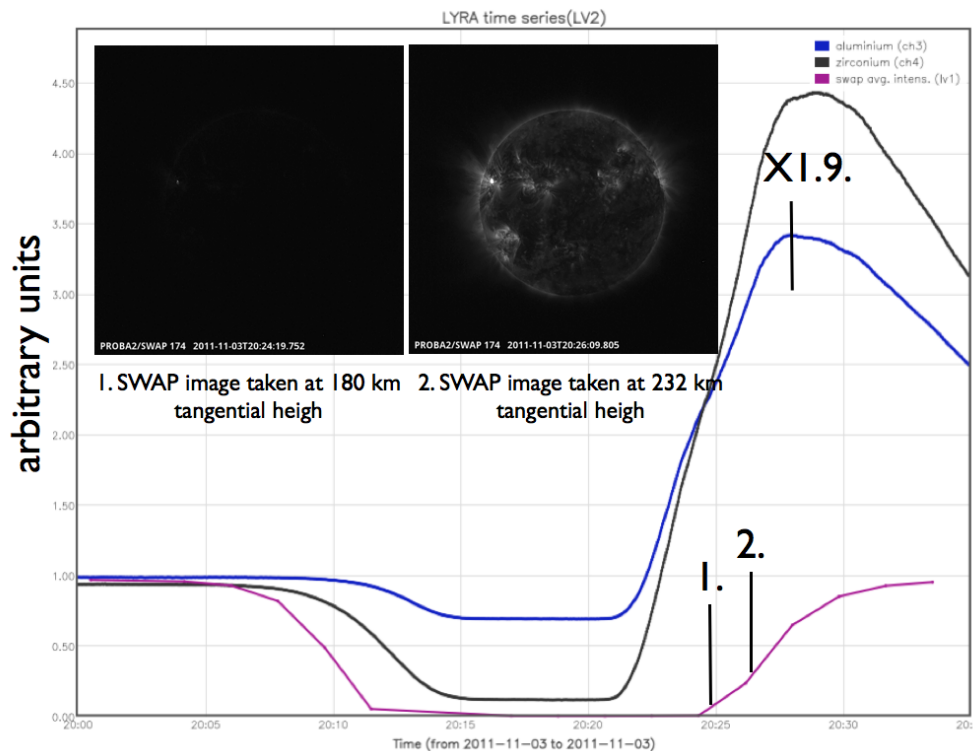 LYRA time series(LV2)
aluminium (ch3)
zirconium (ch4)
swap avg. intens. (lv1)
4.50
4.00
3.50
3.00
2.50
2.00
1.50
1.00
0.50
0.00
arbitrary units
PROBA2/SWAP 174 2011-11-03T20:24:19.752
PROBA2/SWAP 174 2011-11-03T20:26:09.805
1. SWAP image taken at 180 km
tangential heigh
2. SWAP image taken at 232 km
tangential heigh
X1.9.
1.
2.
20:00
20:05
20:10
20:15
20:20
20:25
20:30
20:
Time (from 2011-11-03 to 2011-11-03)